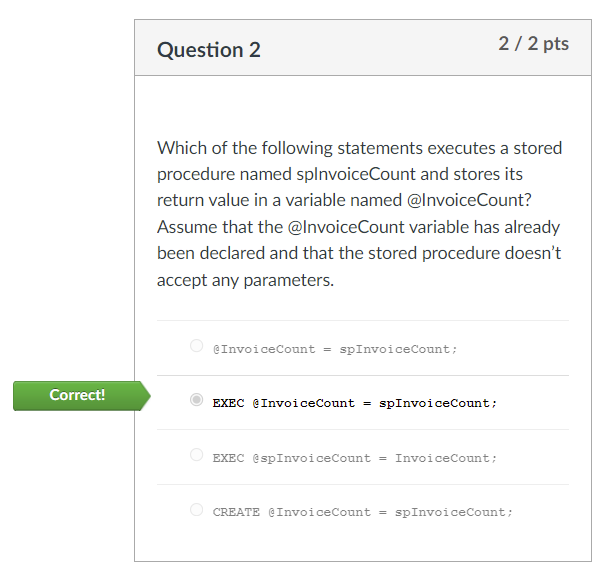 Question 2
2 / 2 pts
Which of the following statements executes a stored
procedure named spInvoiceCount and stores its
return value in a variable named @InvoiceCount?
Assume that the @InvoiceCount variable has already
been declared and that the stored procedure doesn’t
accept any parameters.
@InvoiceCount = spInvoiceCount;
Correct!
EXEC @InvoiceCount = spInvoiceCount;
EXEC @spInvoiceCount = InvoiceCount;
CREATE @InvoiceCount = spInvoiceCount;